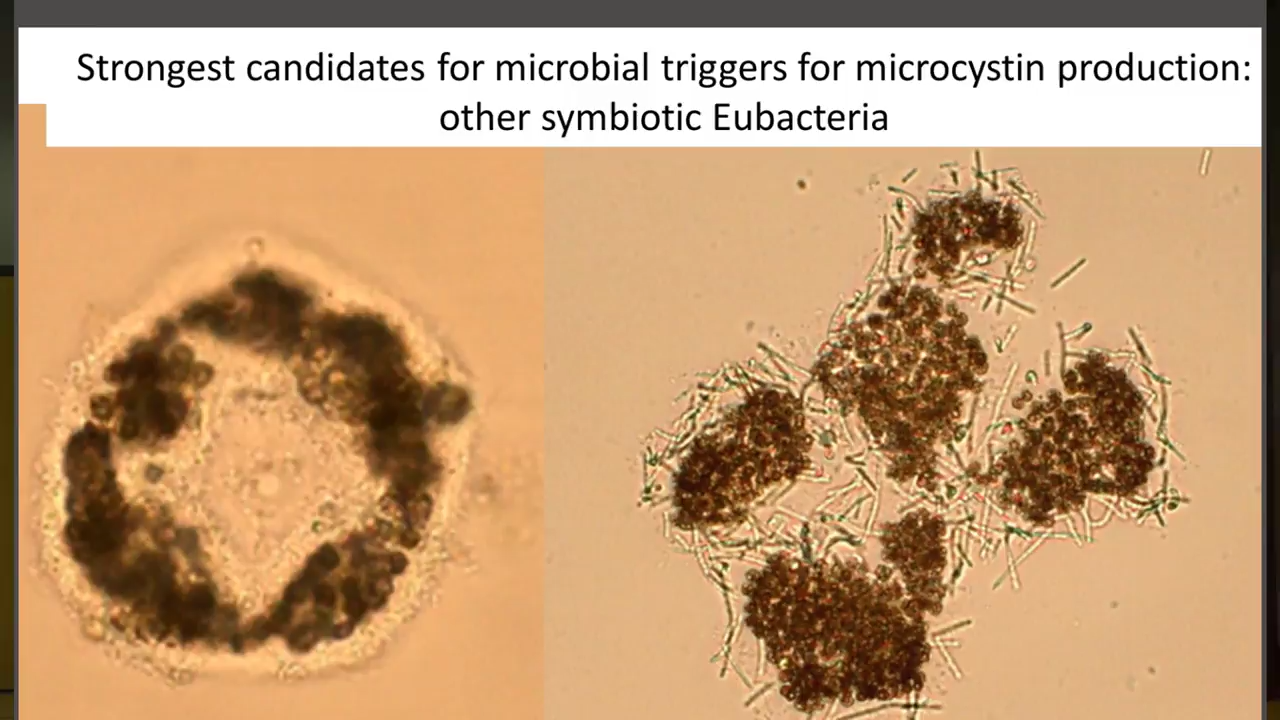 Strongest candidates for microbial triggers for microcystin production:
other symbiotic Eubacteria